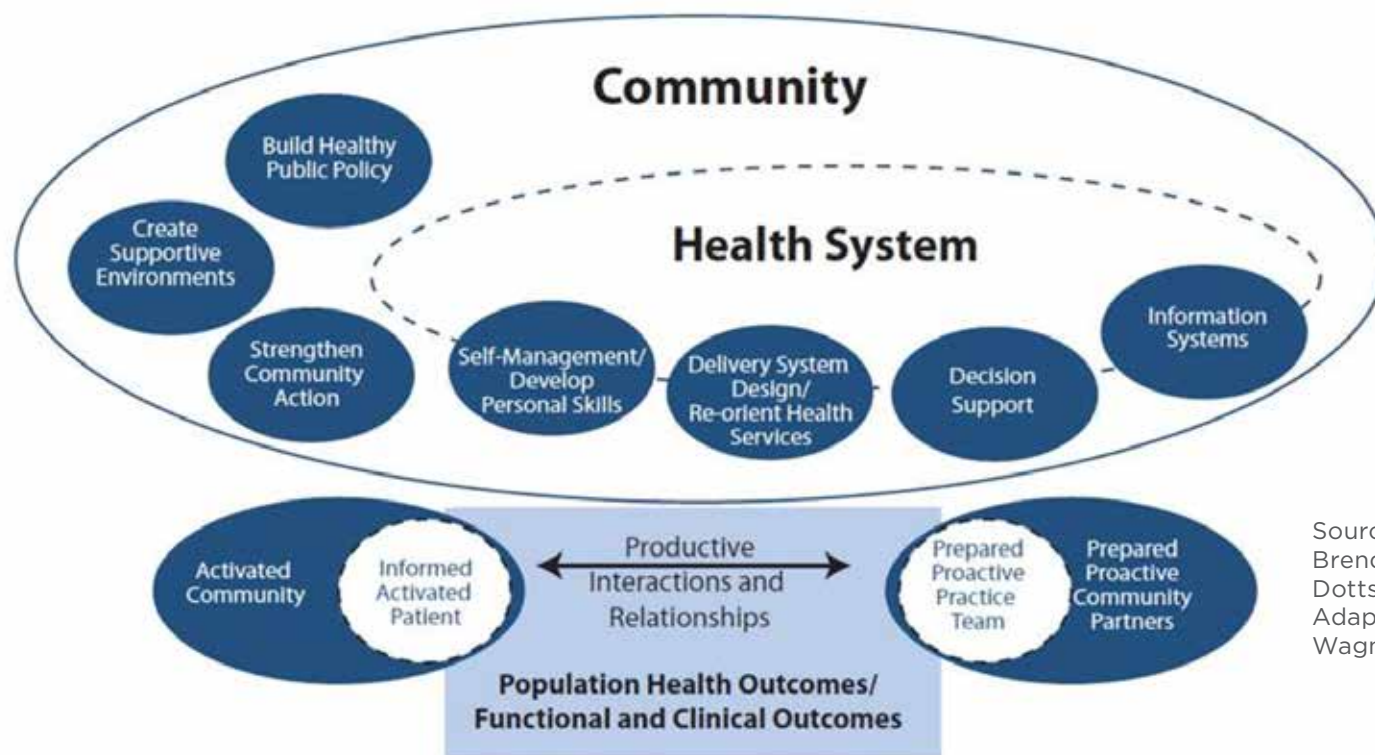 Community
Build Healthy
Public Policy
Create
Supportive
Environments
Strengthen
Community
Action
Health System
Self-Management/
Develop
Personal Skills
Delivery System
Design/
Re-orient Health
Services
Decision
Support
Information
Systems
Activated
Community
Informed
Activated
Patient
Productive
Interactions and
Relationships
Prepared
Proactive
Practice
Team
Prepared
Proactive
Community
Partners
Population Health Outcomes/
Functional and Clinical Outcomes